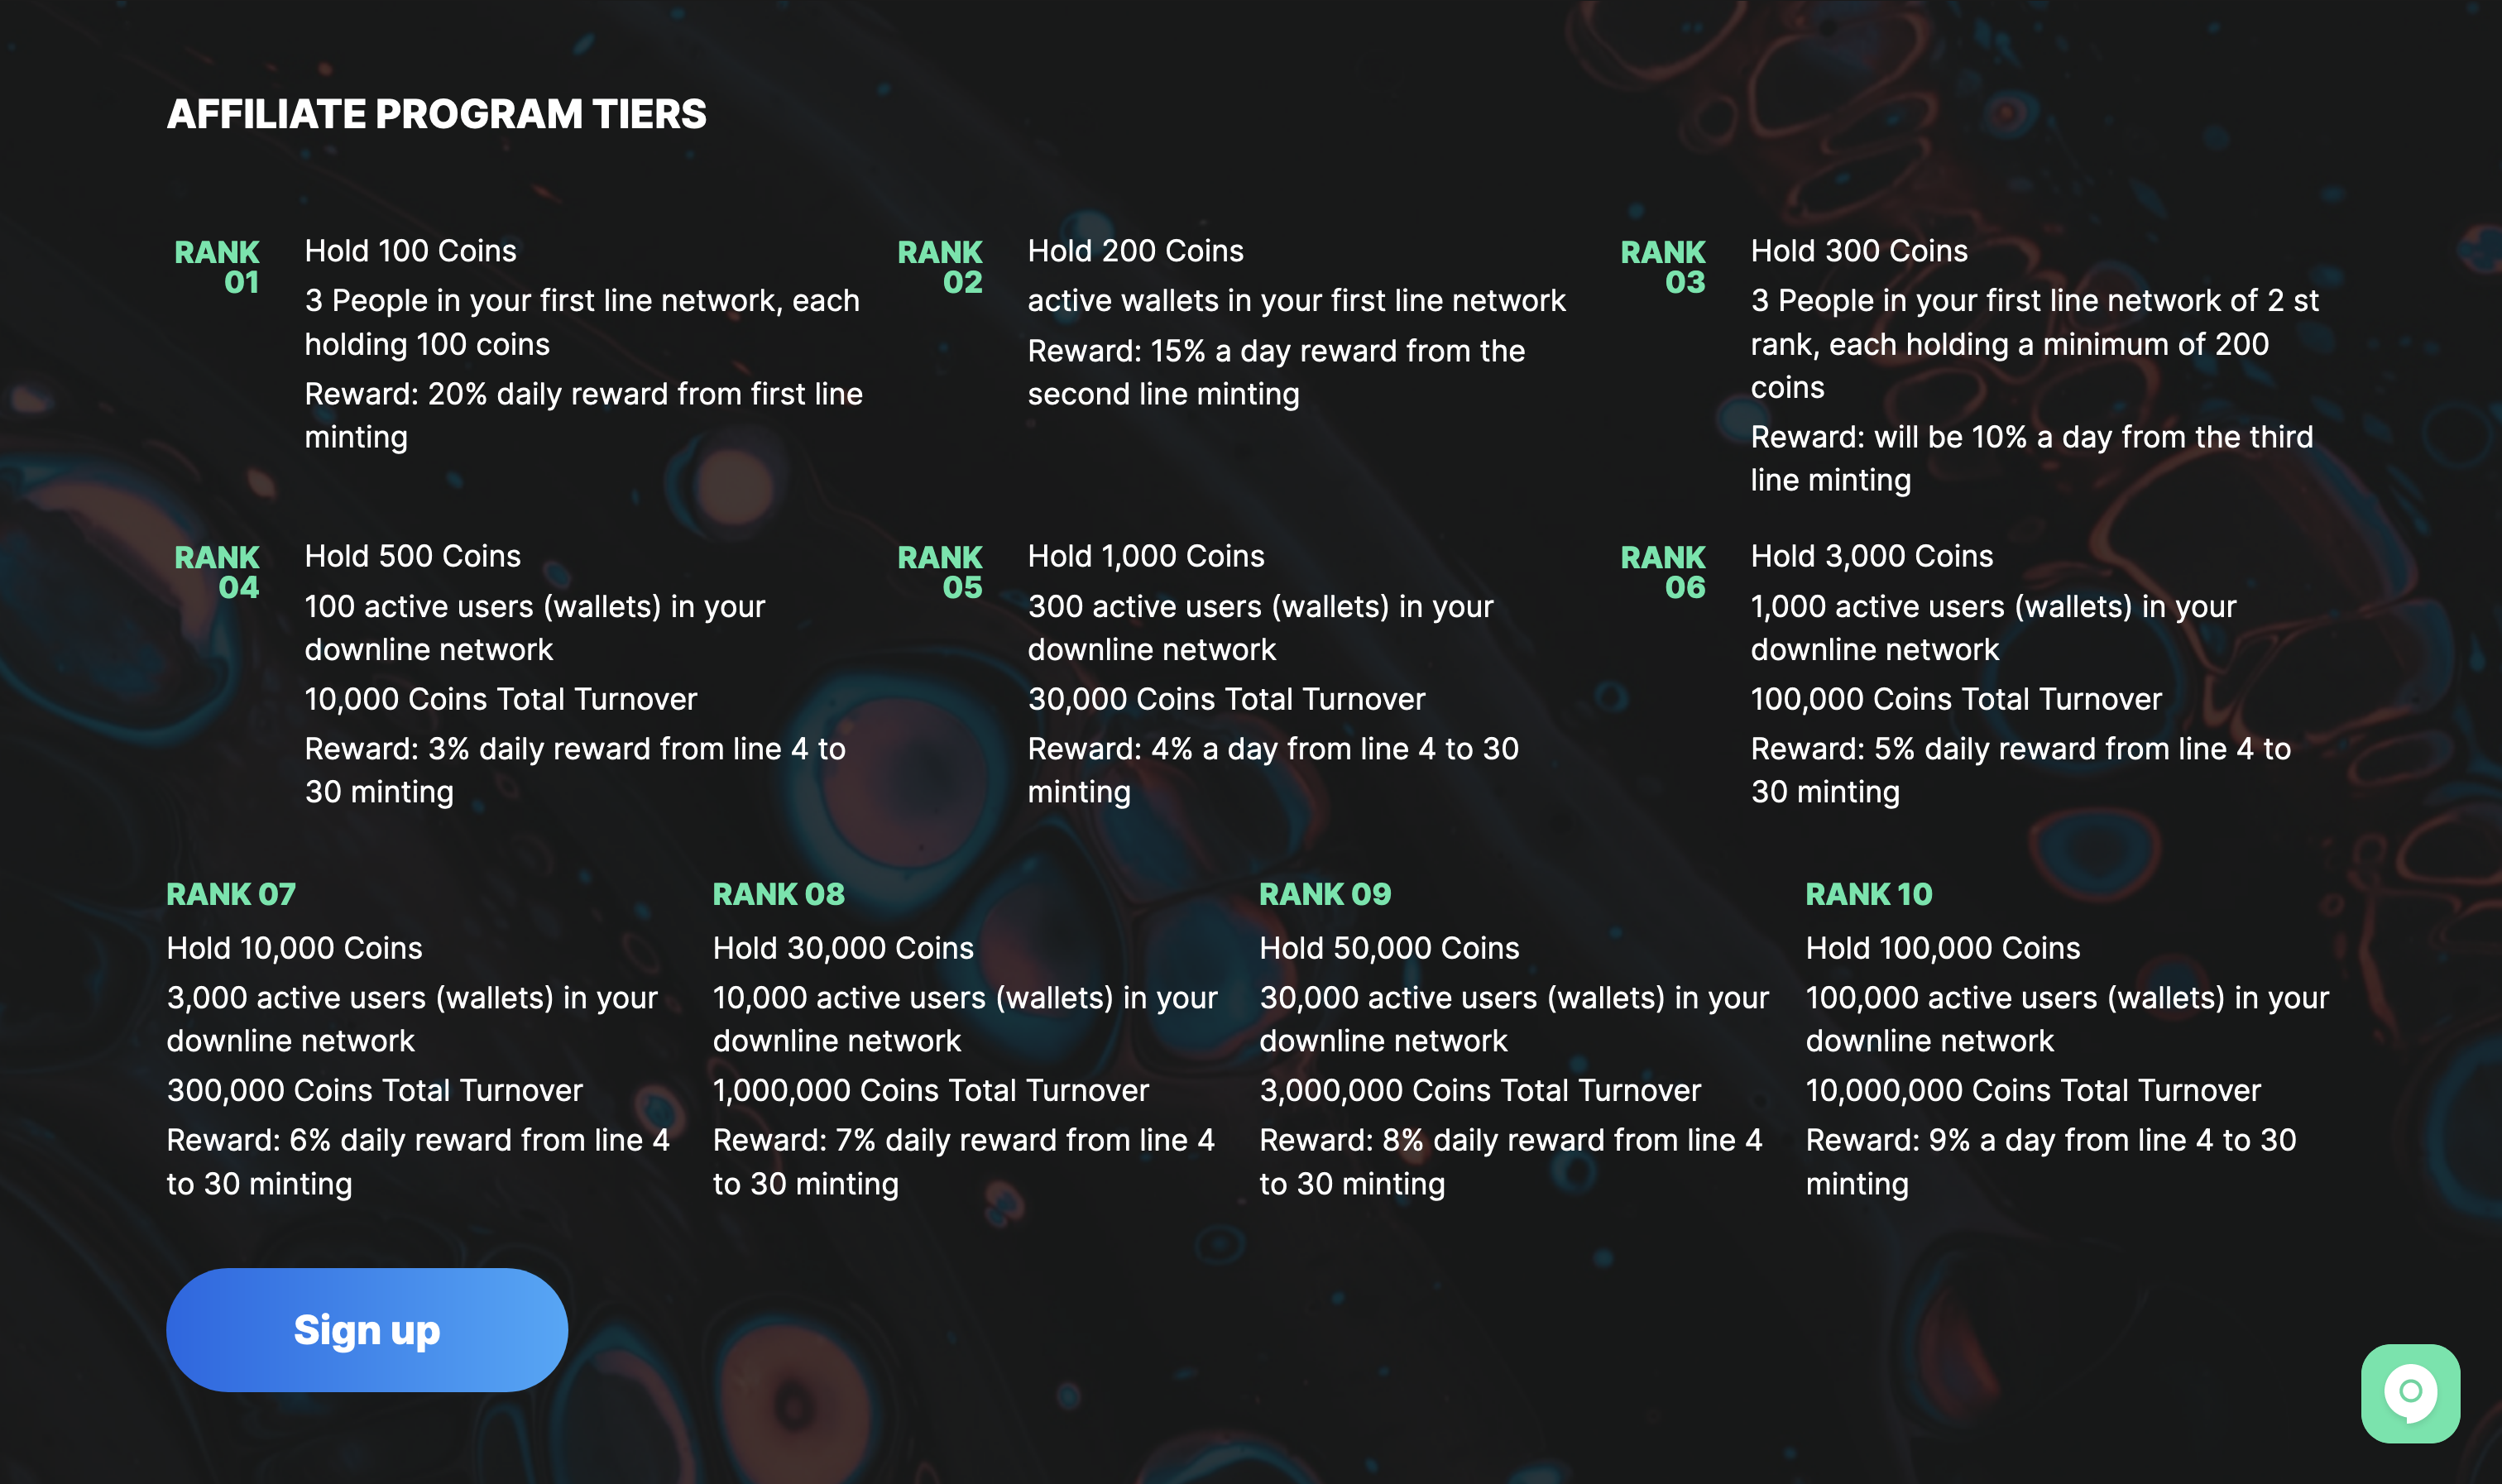 AFFILIATE PROGRAM TIERS
RANK
01
Hold 100 Coins
3 People in your first line network, each
holding 100 coins
Reward: 20% daily reward from first line
minting
RANK
02
Hold 200 Coins
active wallets in your first line network
Reward: 15% a day reward from the
second line minting
RANK
03
Hold 300 Coins
3 People in your first line network of 2 st
rank, each holding a minimum of 200
coins
Reward: will be 10% a day from the third
line minting
RANK
04
Hold 500 Coins
100 active users (wallets) in your
downline network
10,000 Coins Total Turnover
Reward: 3% daily reward from line 4 to
30 minting
RANK
05
Hold 1,000 Coins
300 active users (wallets) in your
downline network
30,000 Coins Total Turnover
Reward: 4% a day from line 4 to 30
minting
RANK
06
Hold 3,000 Coins
1,000 active users (wallets) in your
downline network
100,000 Coins Total Turnover
Reward: 5% daily reward from line 4 to
30 minting
RANK 07
Hold 10,000 Coins
3,000 active users (wallets) in your
downline network
300,000 Coins Total Turnover
Reward: 6% daily reward from line 4
to 30 minting
RANK 08
Hold 30,000 Coins
10,000 active users (wallets) in your
downline network
1,000,000 Coins Total Turnover
Reward: 7% daily reward from line 4
to 30 minting
RANK 09
Hold 50,000 Coins
30,000 active users (wallets) in your
downline network
3,000,000 Coins Total Turnover
Reward: 8% daily reward from line 4
to 30 minting
RANK 10
Hold 100,000 Coins
100,000 active users (wallets) in your
downline network
10,000,000 Coins Total Turnover
Reward: 9% a day from line 4 to 30
minting
Sign up